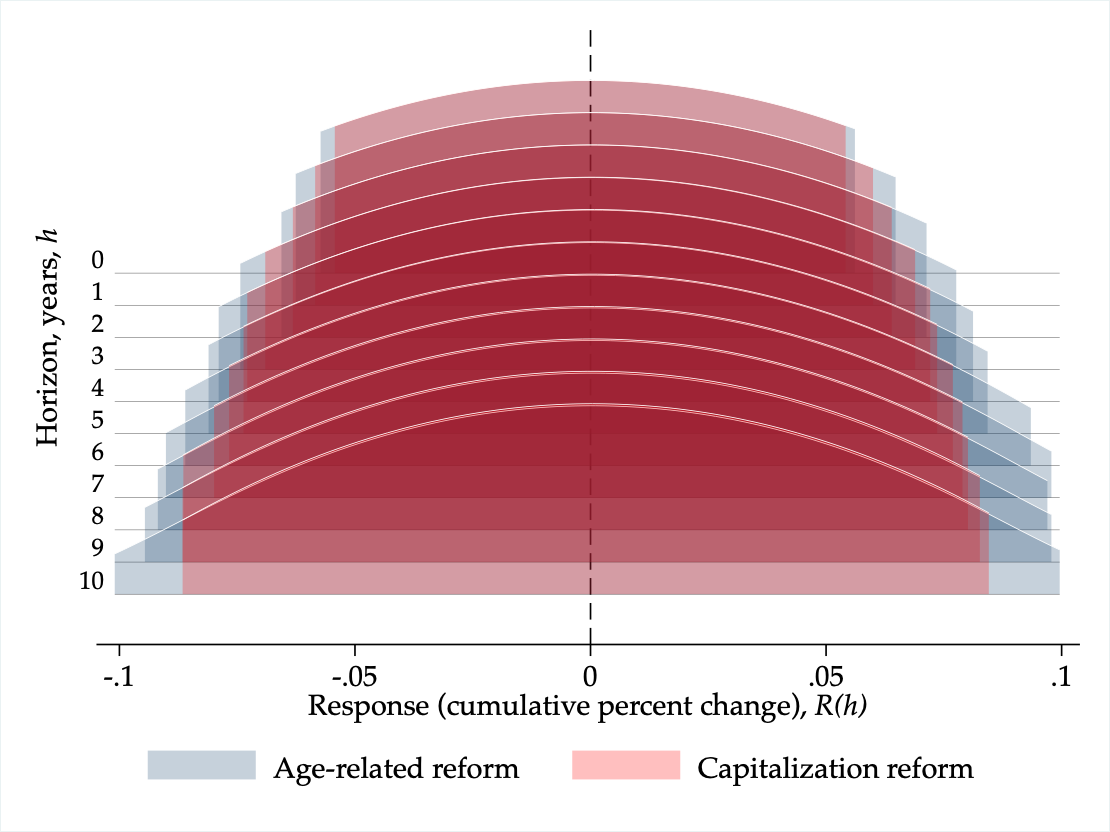 Horizon, years, h
0
1
2
3
4
5
6
7
8
9
10
-.1 -.05 0 .05 .1
Response (cumulative percent change), R(h)
Age-related reform Capitalization reform